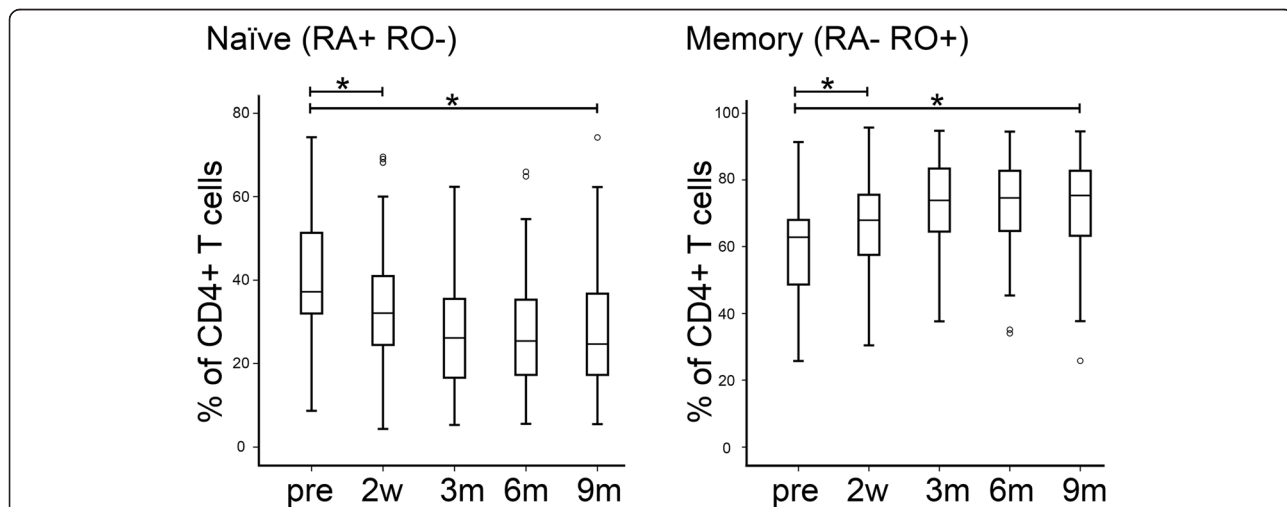 Naïve (RA+ RO-)
*
*
% of CD4+ T cells
80
60
40
20
0
pre 2w 3m 6m 9m
Memory (RA- RO+)
*
*
% of CD4+ T cells
100
80
60
40
20
0
pre 2w 3m 6m 9m